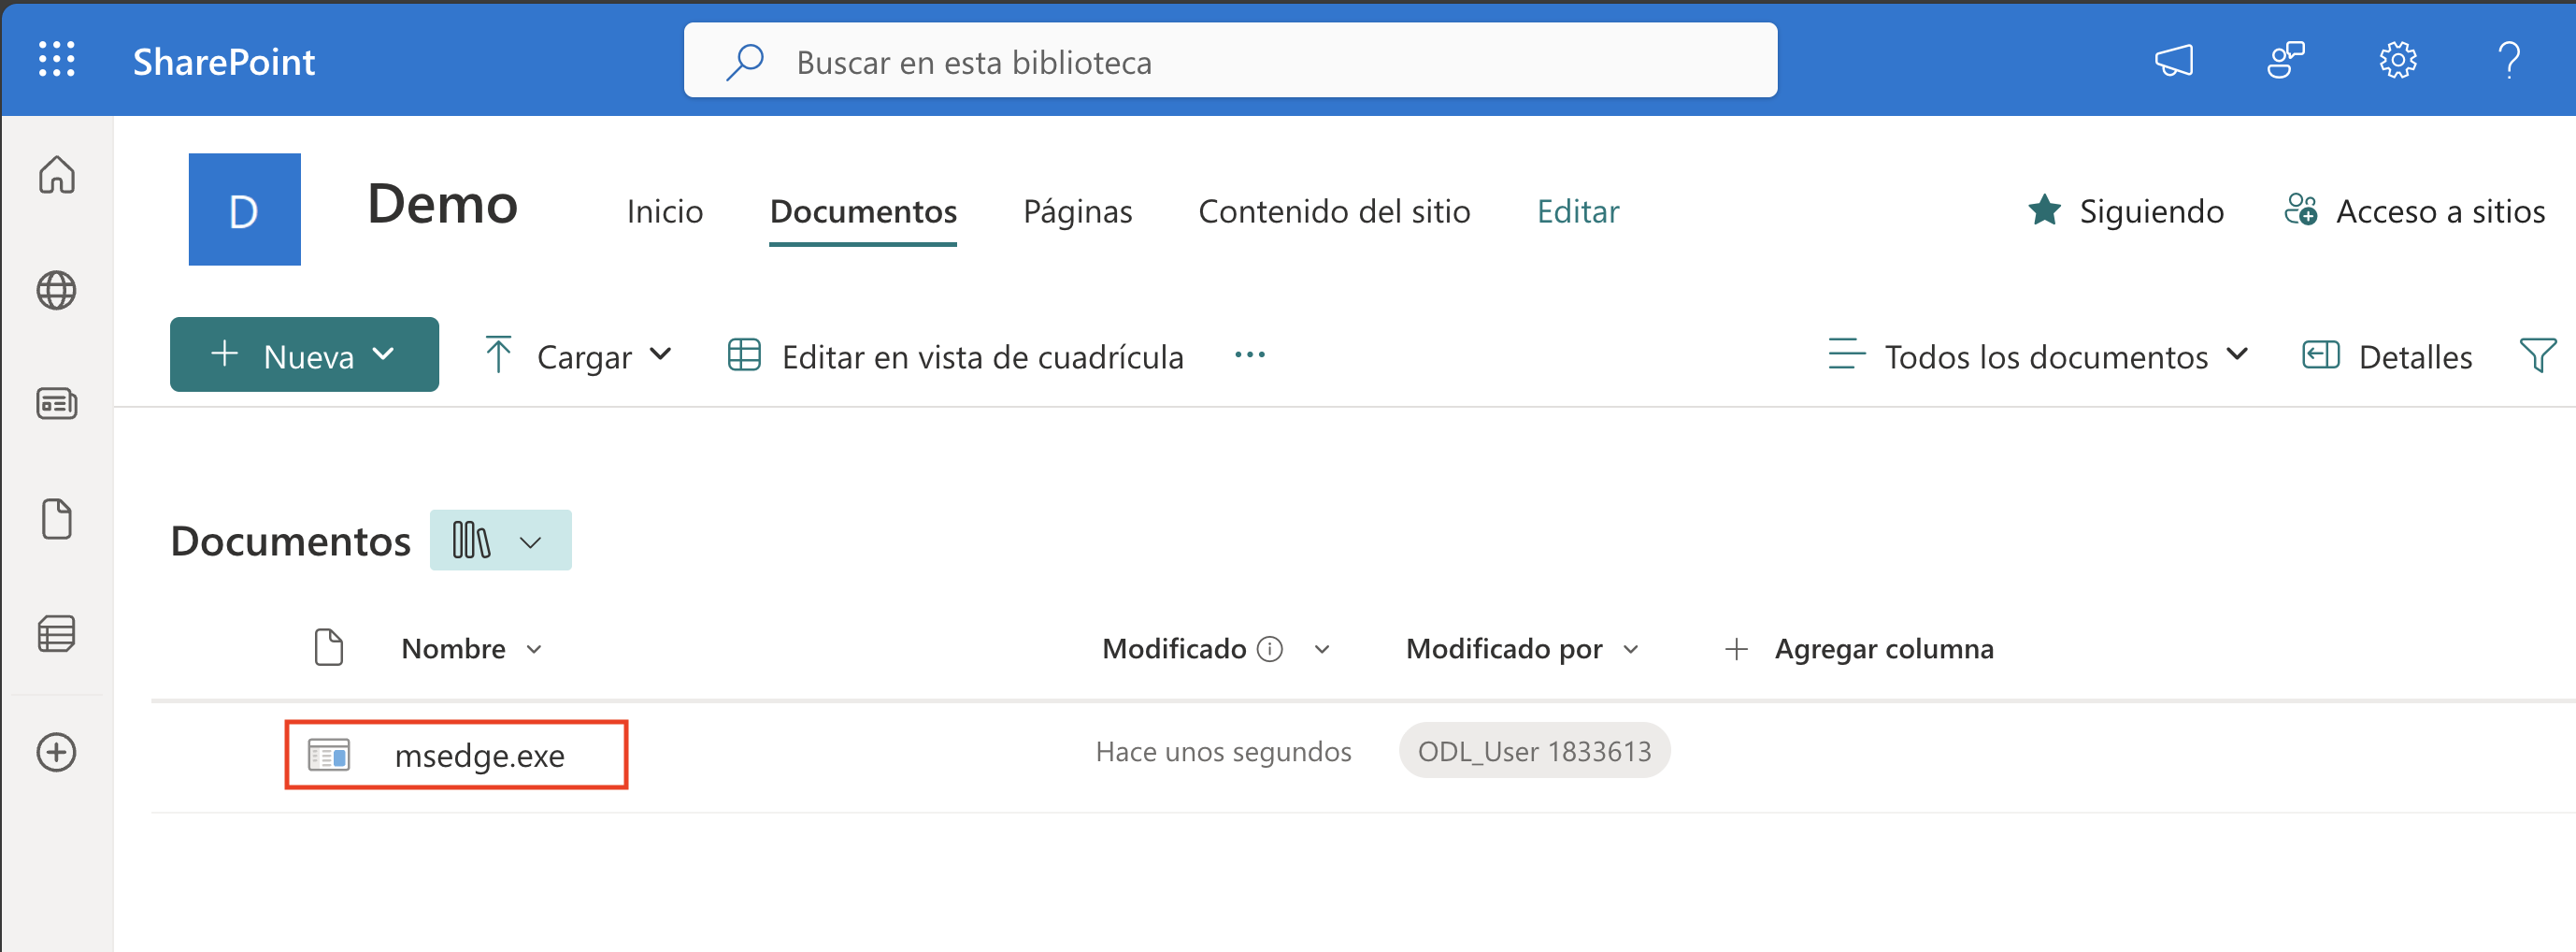 SharePoint
Buscar en esta biblioteca
D
Demo
Inicio
Documentos
Páginas
Contenido del sitio
Editar
Siguiendo
Acceso a sitios
Nueva
Cargar
Editar en vista de cuadrícula
Todos los documentos
Detalles
Documentos
Nombre
Modificado
Modificado por
Agregar columna
msedge.exe
Hace unos segundos
ODL_User 1833613